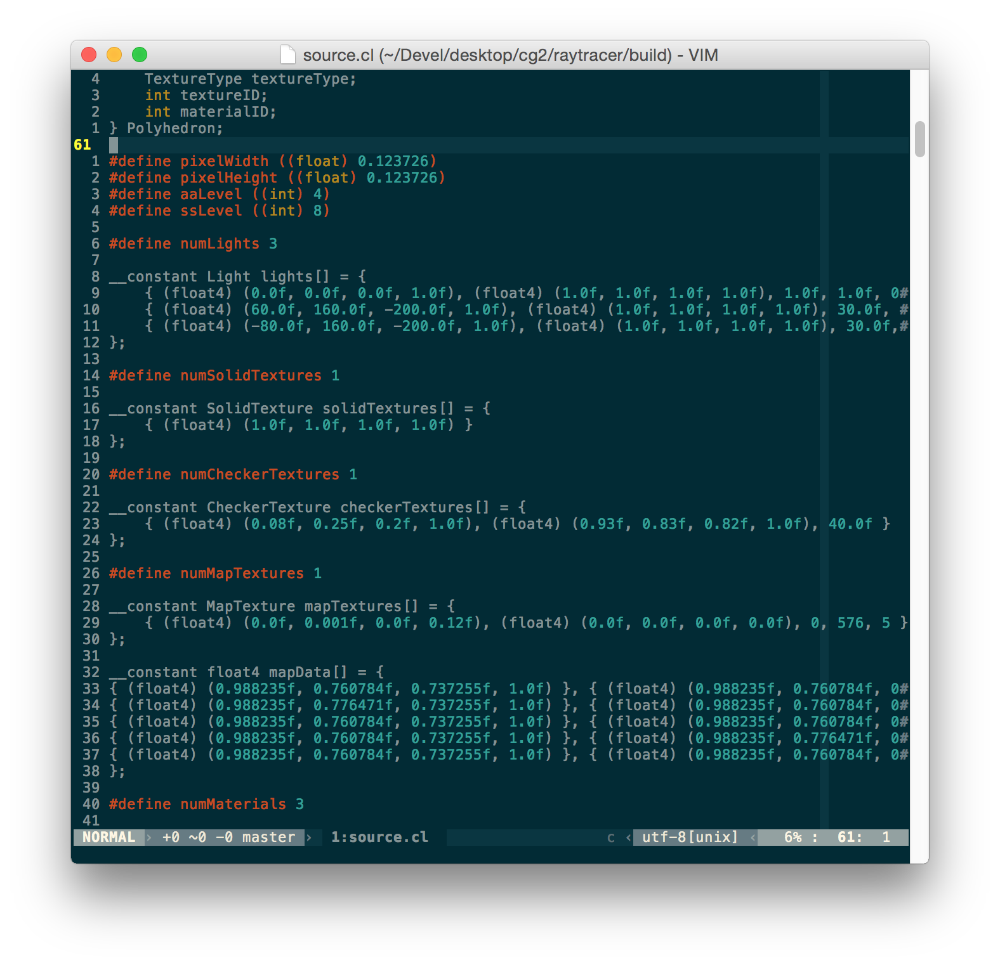 source.cl (~/Devel/desktop/cg2/raytracer/build) - VIM
4     TextureType textureType;
3     int textureID;
2     int materialID;
1 } Polyhedron;
61
1 #define pixelWidth ((float) 0.123726)
2 #define pixelHeight ((float) 0.123726)
3 #define aaLevel ((int) 4)
4 #define ssLevel ((int) 8)
5
6 #define numLights 3
7
8 __constant Light lights[] = {
9     { (float4) (0.0f, 0.0f, 0.0f, 1.0f), (float4) (1.0f, 1.0f, 1.0f, 1.0f), 1.0f, 1.0f, 0#
10     { (float4) (60.0f, 160.0f, -200.0f, 1.0f), (float4) (1.0f, 1.0f, 1.0f, 1.0f), 30.0f, #
11     { (float4) (-80.0f, 160.0f, -200.0f, 1.0f), (float4) (1.0f, 1.0f, 1.0f, 1.0f), 30.0f,#
12 };
13
14 #define numSolidTextures 1
15
16 __constant SolidTexture solidTextures[] = {
17     { (float4) (1.0f, 1.0f, 1.0f, 1.0f) }
18 };
19
20 #define numCheckerTextures 1
21
22 __constant CheckerTexture checkerTextures[] = {
23     { (float4) (0.08f, 0.25f, 0.2f, 1.0f), (float4) (0.93f, 0.83f, 0.82f, 1.0f), 40.0f }
24 };
25
26 #define numMapTextures 1
27
28 __constant MapTexture mapTextures[] = {
29     { (float4) (0.0f, 0.001f, 0.0f, 0.12f), (float4) (0.0f, 0.0f, 0.0f, 0.0f), 0, 576, 5 }
30 };
31
32 __constant float4 mapData[] = {
33 { (float4) (0.988235f, 0.760784f, 0.737255f, 1.0f) }, { (float4) (0.988235f, 0.760784f, 0#
34 { (float4) (0.988235f, 0.776471f, 0.737255f, 1.0f) }, { (float4) (0.988235f, 0.760784f, 0#
35 { (float4) (0.988235f, 0.760784f, 0.737255f, 1.0f) }, { (float4) (0.988235f, 0.760784f, 0#
36 { (float4) (0.988235f, 0.760784f, 0.737255f, 1.0f) }, { (float4) (0.988235f, 0.776471f, 0#
37 { (float4) (0.988235f, 0.760784f, 0.737255f, 1.0f) }, { (float4) (0.988235f, 0.760784f, 0#
38 };
39
40 #define numMaterials 3
41
NORMAL › +0 ~0 -0 master › 1:source.cl c ‹ utf-8[unix] ‹ 6% : 61: 1